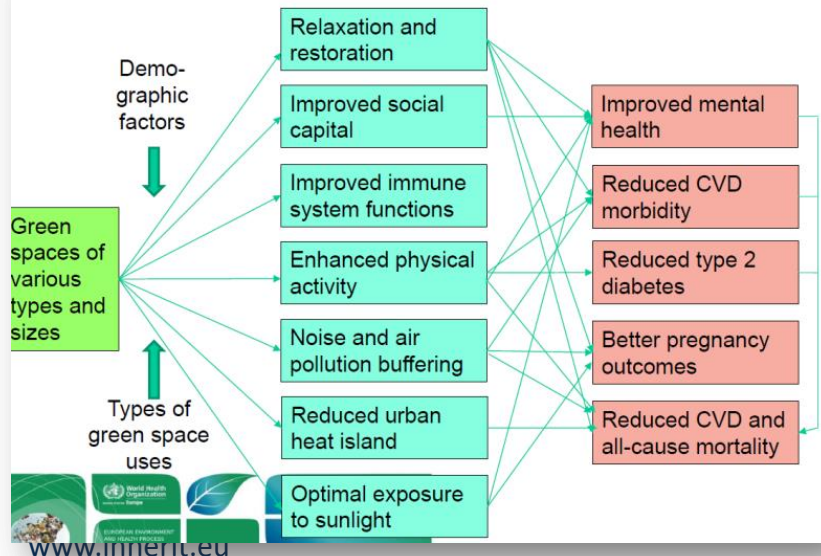 Demo-
graphic
factors
Green
spaces of
various
types and
sizes
Types of
green space
uses
Relaxation and
restoration
Improved social
capital
Improved immune
system functions
Enhanced physical
activity
Noise and air
pollution buffering
Reduced urban
heat island
Optimal exposure
to sunlight
Improved mental
health
Reduced CVD
morbidity
Reduced type 2
diabetes
Better pregnancy
outcomes
Reduced CVD and
all-cause mortality
World Health
Organization
Europe
EUROPEAN ENVIRONMENT
AND HEALTH PROCESS
www.inherit.eu